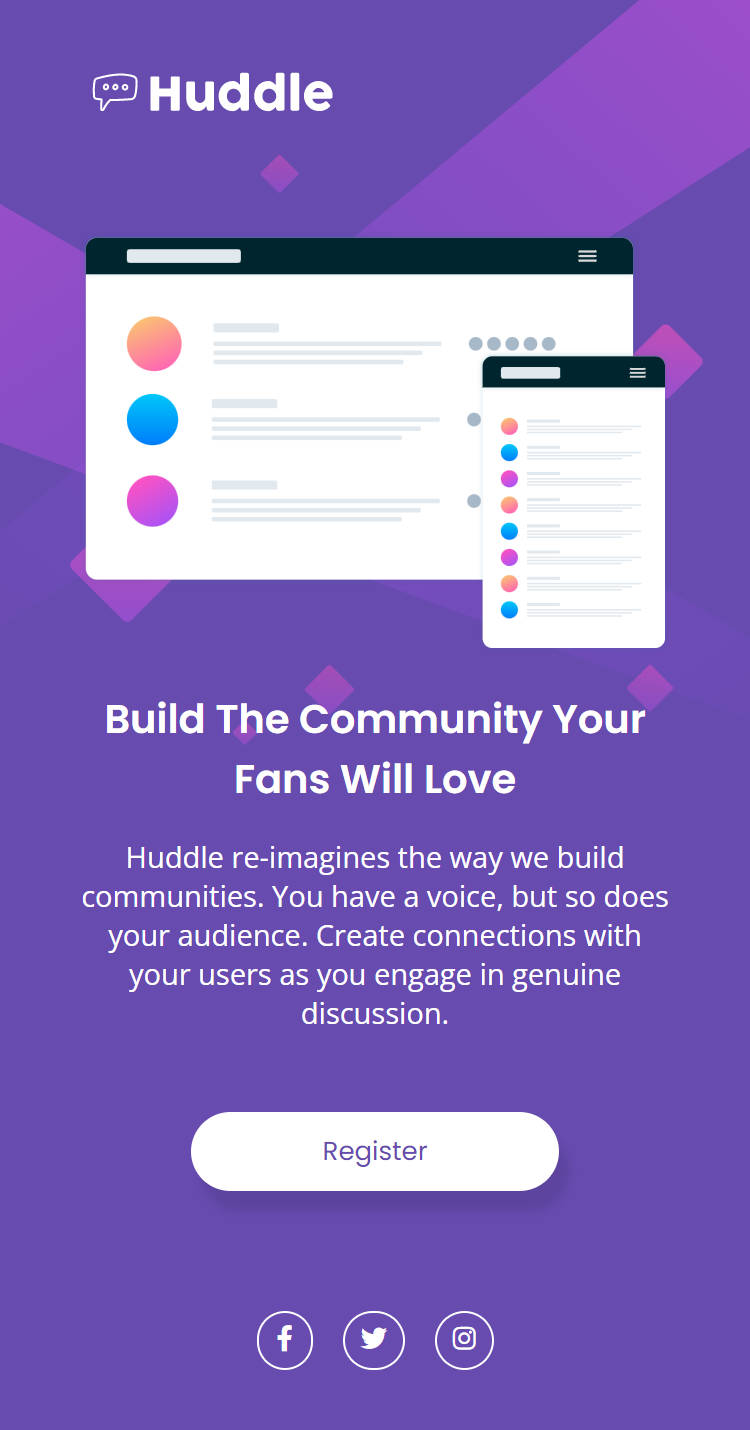 Huddle
Build The Community Your
Fans Will Love
Huddle re-imagines the way we build
communities. You have a voice, but so does
your audience. Create connections with
your users as you engage in genuine
discussion.
Register